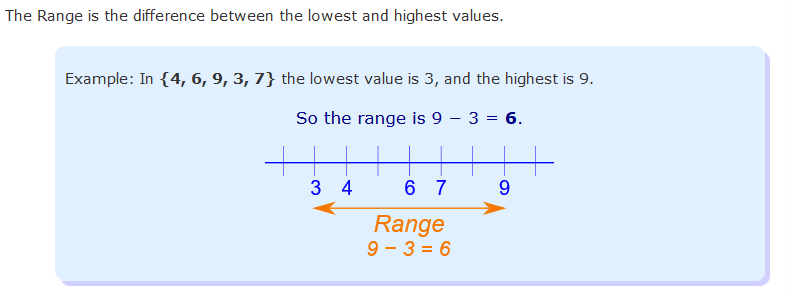 The Range is the difference between the lowest and highest values.
Example: In {4, 6, 9, 3, 7} the lowest value is 3, and the highest is 9.
So the range is 9 − 3 = 6.
3 4 6 7 9
Range
9 − 3 = 6